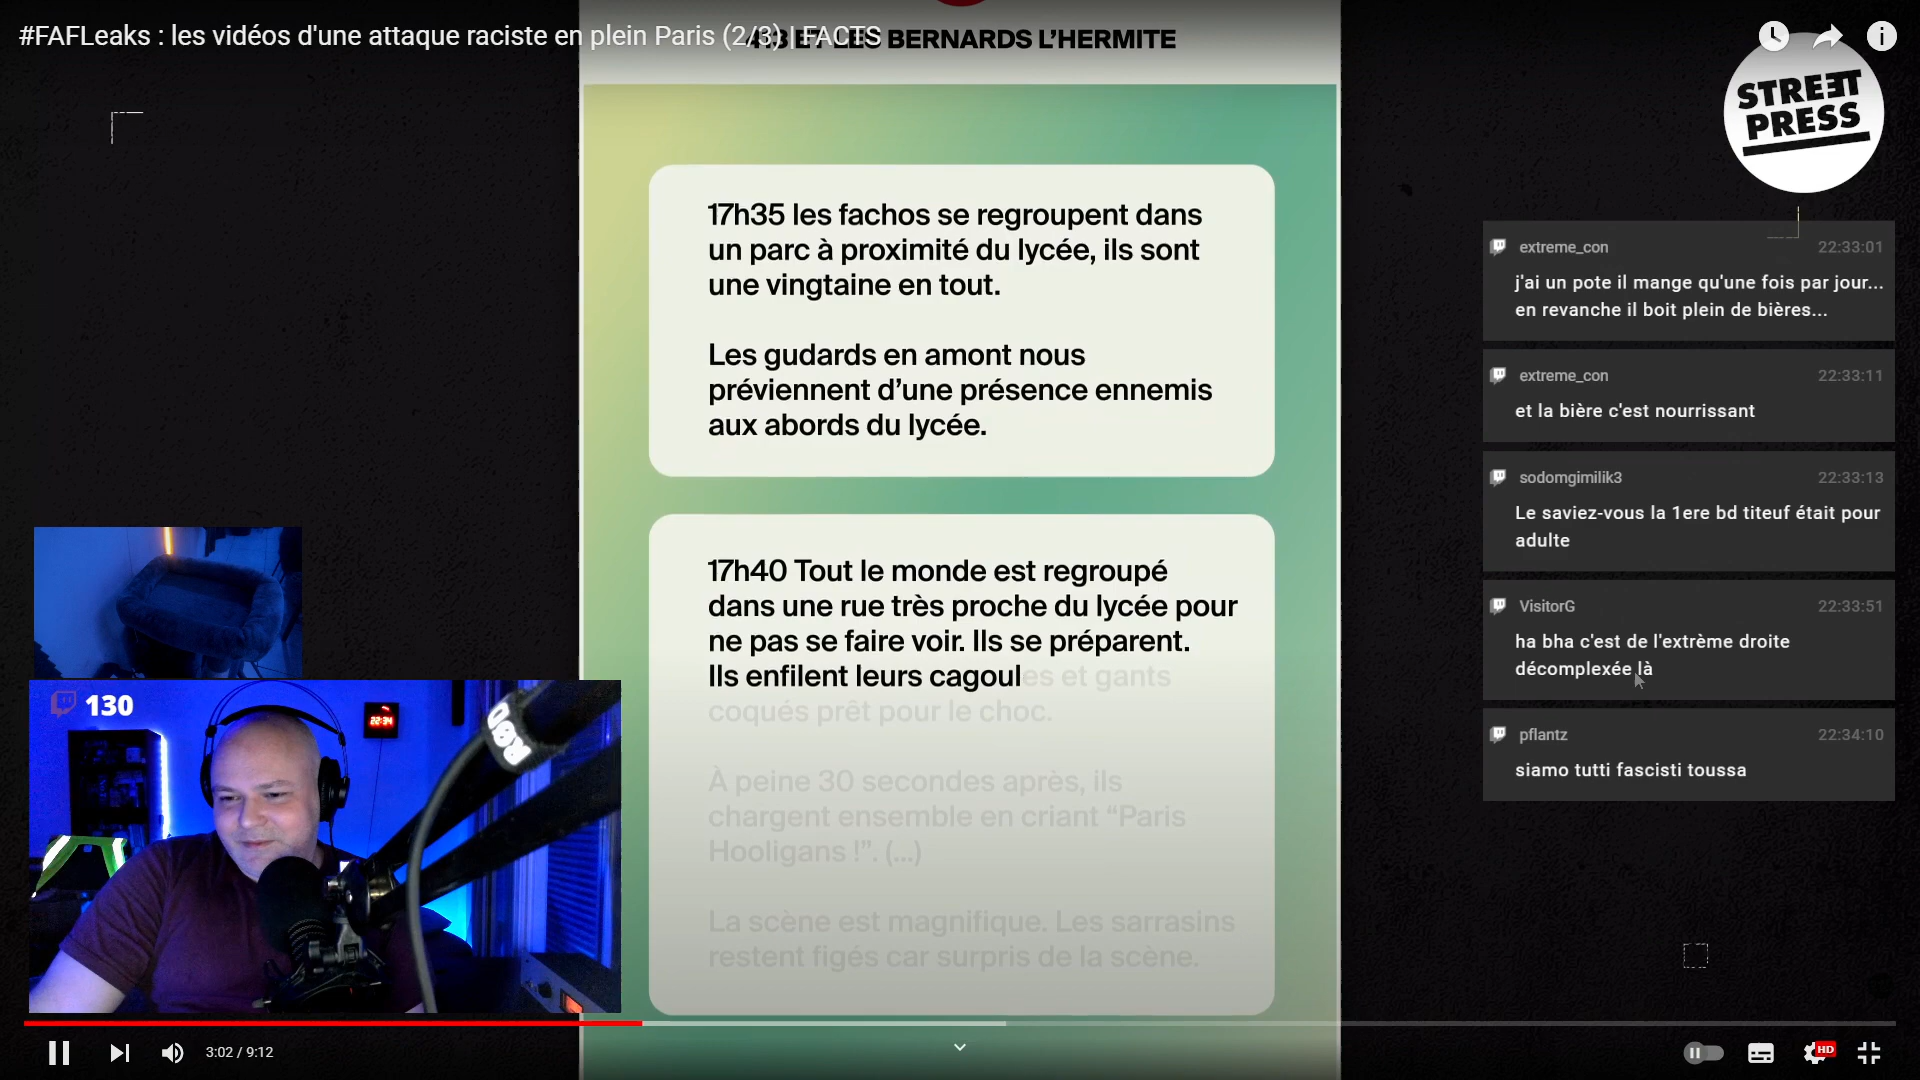 #FAFLeaks : les vidéos d'une attaque raciste en plein Paris (2/3) | FACTS
ET LES BERNARDS L'HERMITE
STREET
PRESS
17h35 les fachos se regroupent dans
un parc à proximité du lycée, ils sont
une vingtaine en tout.
Les gudards en amont nous
préviennent d'une présence ennemis
aux abords du lycée.
17h40 Tout le monde est regroupé
dans une rue très proche du lycée pour
ne pas se faire voir. Ils se préparent.
Ils enfilent leurs cagoules et gants
coqués prêt pour le choc.
À peine 30 secondes après, ils
chargent ensemble en criant “Paris
Hooligans !”. (...)
La scène est magnifique. Les sarrasins
restent figés car surpris de la scène.
extreme_con 22:33:01
j'ai un pote il mange qu'une fois par jour...
en revanche il boit plein de bières...
extreme_con 22:33:11
et la bière c'est nourrissant
sodomgimilik3 22:33:13
Le saviez-vous la 1ere bd titeuf était pour
adulte
VisitorG 22:33:51
ha bha c'est de l'extrème droite
décomplexée là
pflantz 22:34:10
siamo tutti fascisti toussa
130
22:34
3:02 / 9:12
HD